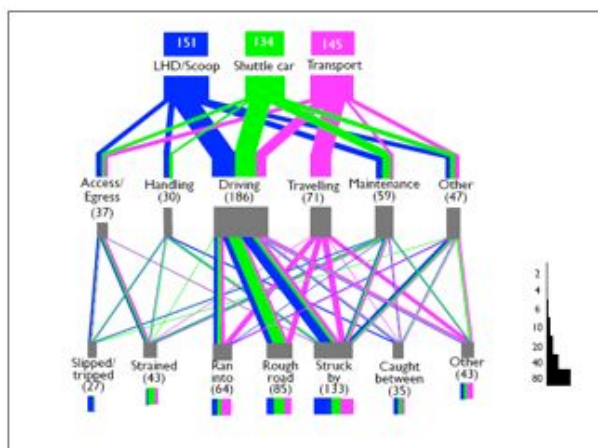 151 134 145
LHD/Scoop Shuttle car Transport
Access/ Handling Driving Travelling Maintenance Other
Egress (30) (186) (71) (59) (47)
(37)
2
4
6
10
20
40
80
Slipped/ Strained Ran Rough Struck Caught Other
tripped (43) into road by between (43)
(27) (64) (85) (133) (35)